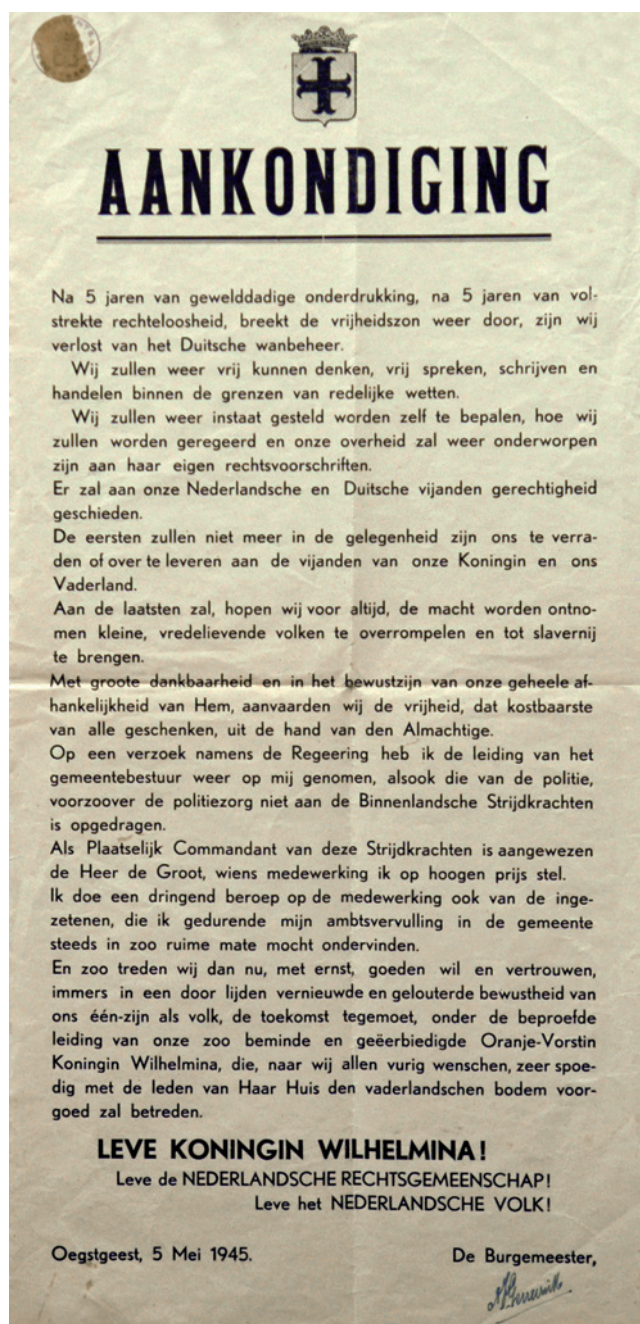 AANKONDIGING
Na 5 jaren van gewelddadige onderdrukking, na 5 jaren van vol-
strekte rechteloosheid, breekt de vrijheidszon weer door, zijn wij
verlost van het Duitsche wanbeheer.
Wij zullen weer vrij kunnen denken, vrij spreken, schrijven en
handelen binnen de grenzen van redelijke wetten.
Wij zullen weer instaat gesteld worden zelf te bepalen, hoe wij
zullen worden geregeerd en onze overheid zal weer onderworpen
zijn aan haar eigen rechtsvoorschriften.
Er zal aan onze Nederlandsche en Duitsche vijanden gerechtigheid
geschieden.
De eersten zullen niet meer in de gelegenheid zijn ons te verra-
den of over te leveren aan de vijanden van onze Koningin en ons
Vaderland.
Aan de laatsten zal, hopen wij voor altijd, de macht worden ontno-
men kleine, vredelievende volken te overrompelen en tot slavernij
te brengen.
Met groote dankbaarheid en in het bewustzijn van onze geheele af-
hankelijkheid van Hem, aanvaarden wij de vrijheid, dat kostbaarste
van alle geschenken, uit de hand van den Almachtige.
Op een verzoek namens de Regeering heb ik de leiding van het
gemeentebestuur weer op mij genomen, alsook die van de politie,
voorzoover de politiezorg niet aan de Binnenlandsche Strijdkrachten
is opgedragen.
Als Plaatselijk Commandant van deze Strijdkrachten is aangewezen
de Heer de Groot, wiens medewerking ik op hoogen prijs stel.
Ik doe een dringend beroep op de medewerking ook van de inge-
zetenen, die ik gedurende mijn ambtsvervulling in de gemeente
steeds in zoo ruime mate mocht ondervinden.
En zoo treden wij dan nu, met ernst, goeden wil en vertrouwen,
immers in een door lijden vernieuwde en gelouterde bewustheid van
ons één-zijn als volk, de toekomst tegemoet, onder de beproefde
leiding van onze zoo beminde en geëerbiedigde Oranje-Vorstin
Koningin Wilhelmina, die, naar wij allen vurig wenschen, zeer spoe-
dig met de leden van Haar Huis den vaderlandschen bodem voor-
goed zal betreden.
LEVE KONINGIN WILHELMINA!
Leve de NEDERLANDSCHE RECHTSGEMEENSCHAP!
Leve het NEDERLANDSCHE VOLK!
Oegstgeest, 5 Mei 1945. De Burgemeester,